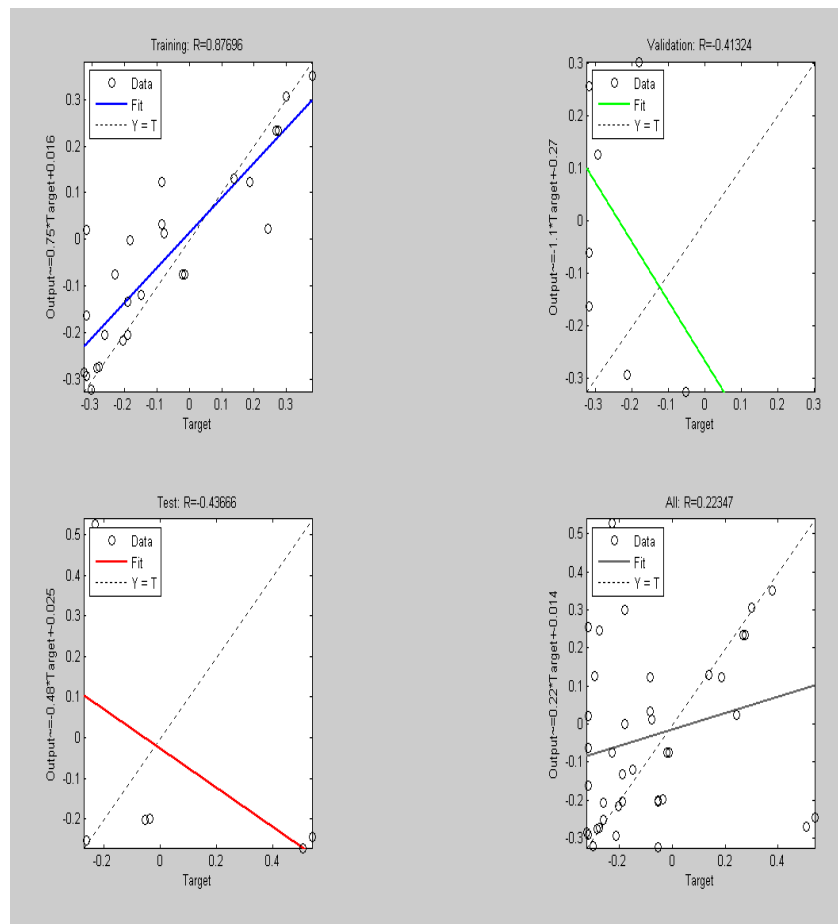 Training: R=0.87696
Data
Fit
Y = T
Output~=0.75*Target+0.016
0.3
0.2
0.1
0
-0.1
-0.2
-0.3
-0.3 -0.2 -0.1 0 0.1 0.2 0.3
Target
Validation: R=-0.41324
Data
Fit
Y = T
Output~=-1.1*Target+-0.27
0.3
0.2
0.1
0
-0.1
-0.2
-0.3
-0.3 -0.2 -0.1 0 0.1 0.2 0.3
Target
Test: R=-0.43666
Data
Fit
Y = T
Output~=-0.48*Target+-0.025
0.5
0.4
0.3
0.2
0.1
0
-0.1
-0.2
-0.2 0 0.2 0.4
Target
All: R=0.22347
Data
Fit
Y = T
Output~=0.22*Target+-0.014
0.5
0.4
0.3
0.2
0.1
0
-0.1
-0.2
-0.3
-0.2 0 0.2 0.4
Target